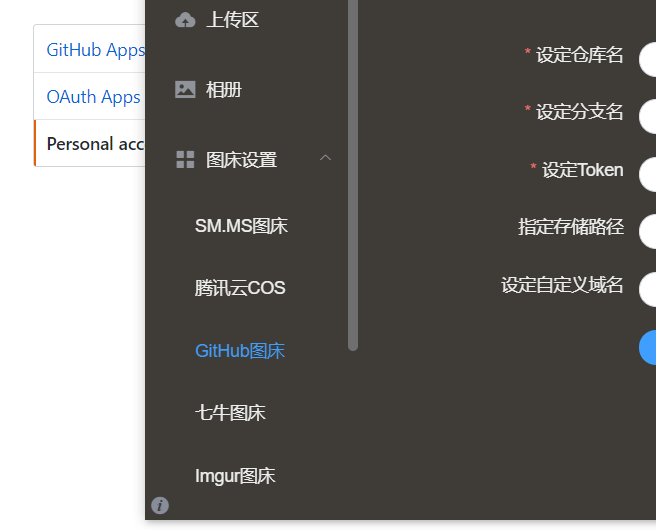 GitHub Apps
OAuth Apps
Personal acc
上传区
相册
图床设置
SM.MS图床
腾讯云COS
GitHub图床
七牛图床
Imgur图床
* 设定仓库名
* 设定分支名
* 设定Token
指定存储路径
设定自定义域名